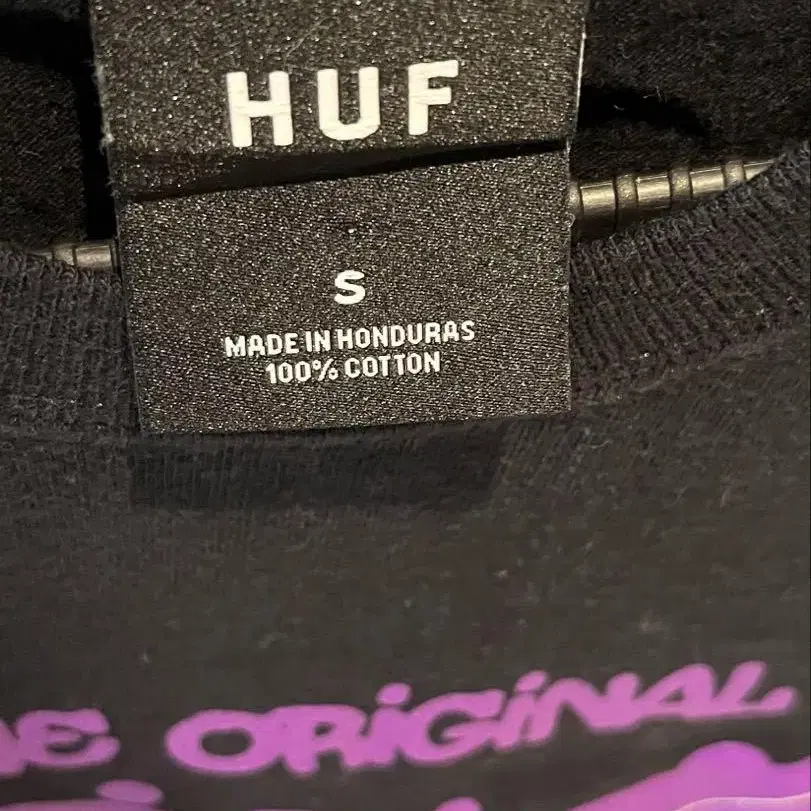 HUF
S
MADE IN HONDURAS
100% COTTON
ORiGiNAL